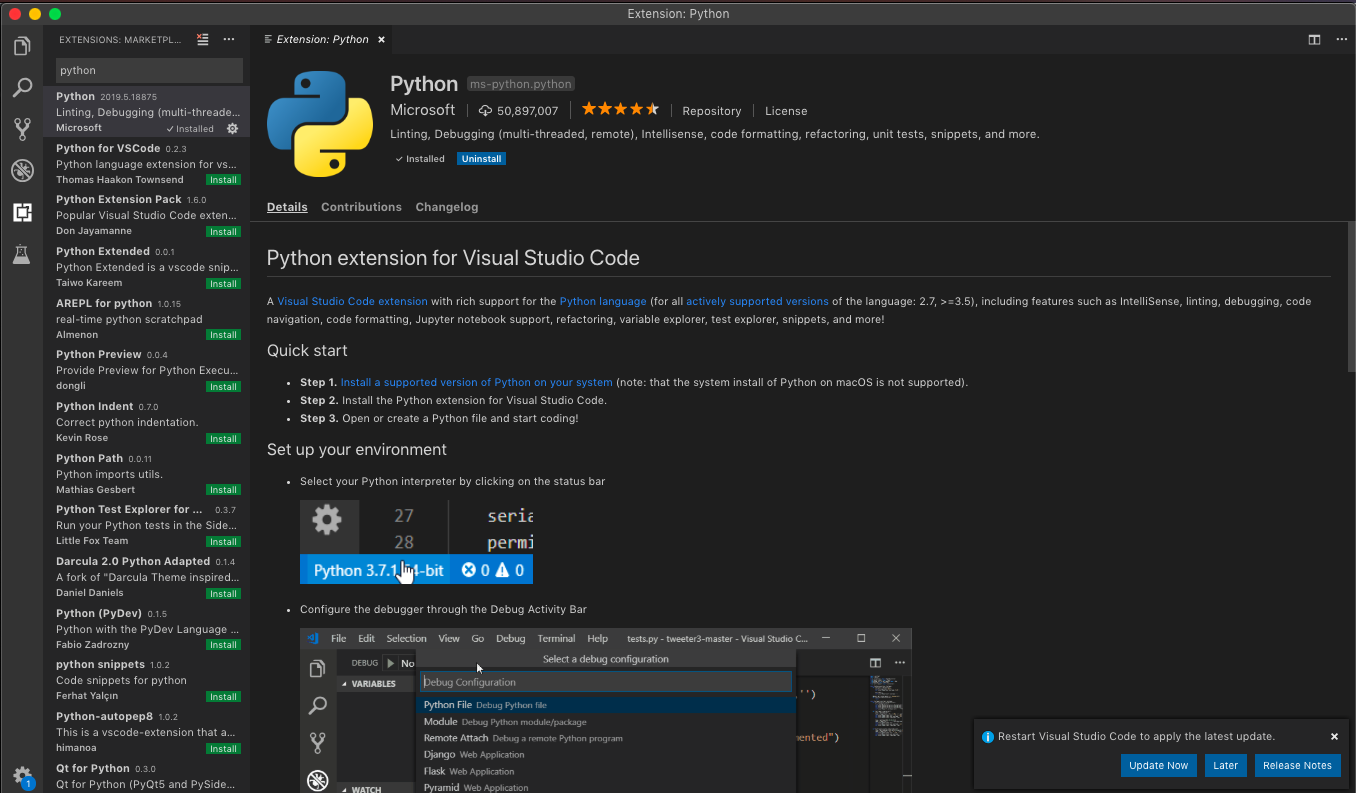 Extension: Python
EXTENSIONS: MARKETPL...
python
Python 2019.5.18875
Linting, Debugging (multi-threade...
Microsoft ✓ Installed
Python for VSCode 0.2.3
Python language extension for vs...
Thomas Haakon Townsend Install
Python Extension Pack 1.6.0
Popular Visual Studio Code exten...
Don Jayamanne Install
Python Extended 0.0.1
Python Extended is a vscode snip...
Taiwo Kareem Install
AREPL for python 1.0.15
real-time python scratchpad
Almenon Install
Python Preview 0.0.4
Provide Preview for Python Execu...
dongli Install
Python Indent 0.7.0
Correct python indentation.
Kevin Rose Install
Python Path 0.0.11
Python imports utils.
Mathias Gesbert Install
Python Test Explorer for ... 0.3.7
Run your Python tests in the Side...
Little Fox Team Install
Darcula 2.0 Python Adapted 0.1.4
A fork of "Darcula Theme inspired...
Daniel Daniels Install
Python (PyDev) 0.1.5
Python with the PyDev Language ...
Fabio Zadrozny Install
python snippets 1.0.2
Code snippets for python
Ferhat Yalçın Install
Python-autopep8 1.0.2
This is a vscode-extension that a...
himanoa Install
Qt for Python 0.3.0
Qt for Python (PyQt5 and PySide...
1
Extension: Python
Python ms-python.python
Microsoft 50,897,007 Repository License
Linting, Debugging (multi-threaded, remote), Intellisense, code formatting, refactoring, unit tests, snippets, and more.
✓ Installed Uninstall
Details Contributions Changelog
Python extension for Visual Studio Code
A Visual Studio Code extension with rich support for the Python language (for all actively supported versions of the language: 2.7, >=3.5), including features such as IntelliSense, linting, debugging, code
navigation, code formatting, Jupyter notebook support, refactoring, variable explorer, test explorer, snippets, and more!
Quick start
• Step 1. Install a supported version of Python on your system (note: that the system install of Python on macOS is not supported).
• Step 2. Install the Python extension for Visual Studio Code.
• Step 3. Open or create a Python file and start coding!
Set up your environment
• Select your Python interpreter by clicking on the status bar
27 seria
28 permi
Python 3.7.1 -bit 0 0
• Configure the debugger through the Debug Activity Bar
File Edit Selection View Go Debug Terminal Help tests.py - tweeter3-master - Visual Studio C...
Select a debug configuration
DEBUG No
VARIABLES
Debug Configuration
Python File Debug Python file
Module Debug Python module/package
Remote Attach Debug a remote Python program
mented")
Django Web Application
Flask Web Application
Pyramid Web Application
WATCH
Restart Visual Studio Code to apply the latest update.
Update Now Later Release Notes